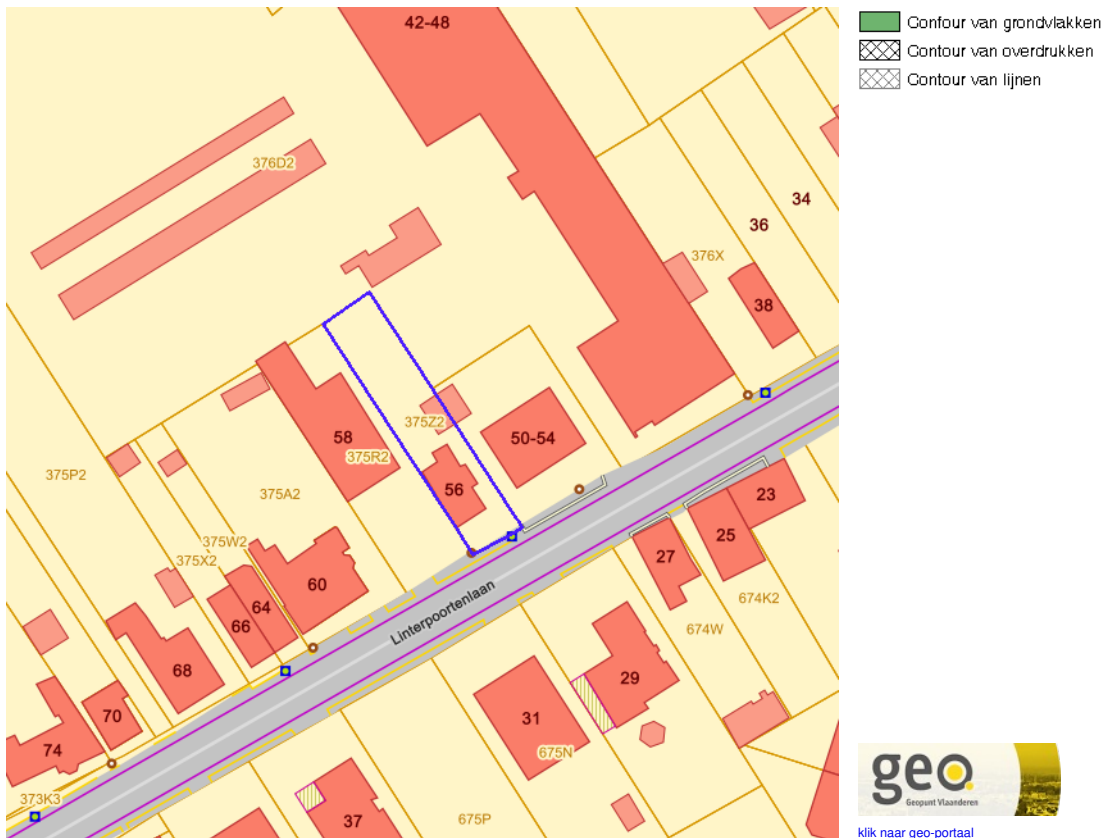 42-48
Contour van grondvlakken
Contour van overdrukken
Contour van lijnen
376D2
34
36
376X
38
375Z2
58
375R2
50-54
56
375P2
375A2
375W2
375X2
60
64
66
68
70
74
373K3
Linterpoortenlaan
23
25
27
674K2
674W
29
31
675N
37
675P
geo.
Geopunt Vlaanderen
klik naar geo-portaal